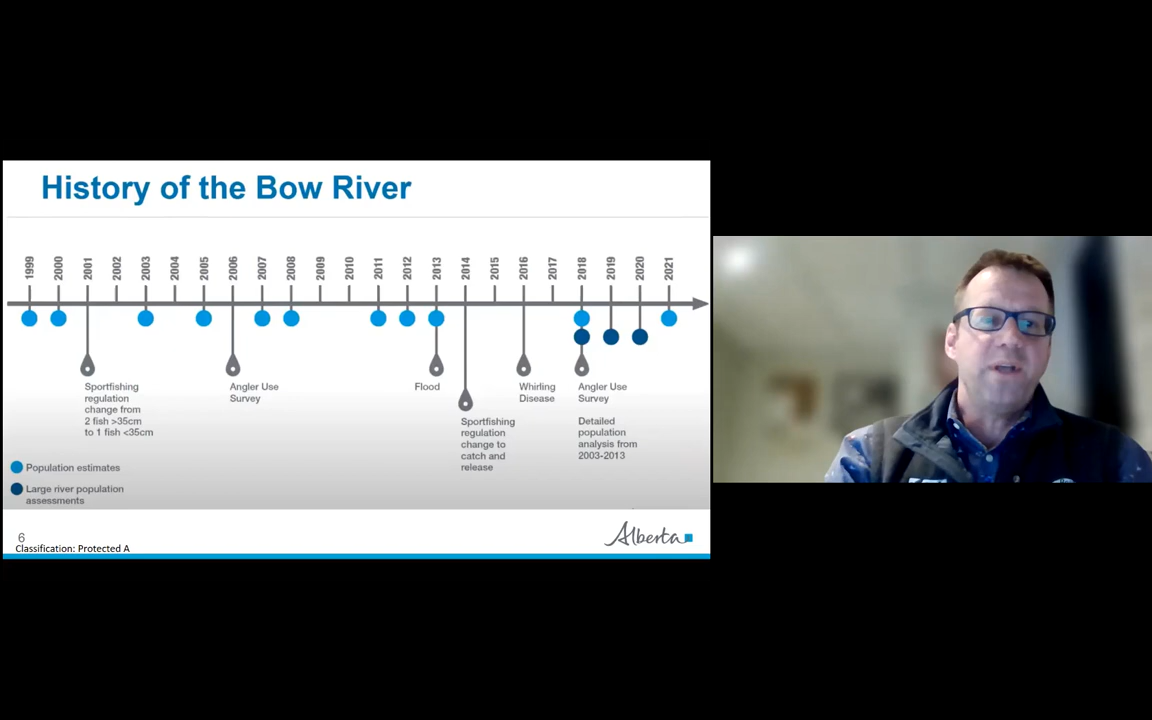 History of the Bow River
1999 2000 2001 2002 2003 2004 2005 2006 2007 2008 2009 2010 2011 2012 2013 2014 2015 2016 2017 2018 2019 2020 2021
Sportfishing
regulation
change from
2 fish >35cm
to 1 fish <35cm
Angler Use
Survey
Flood
Sportfishing
regulation
change to
catch and
release
Whirling
Disease
Angler Use
Survey
Detailed
population
analysis from
2003-2013
Population estimates
Large river population
assessments
6
Classification: Protected A
Alberta